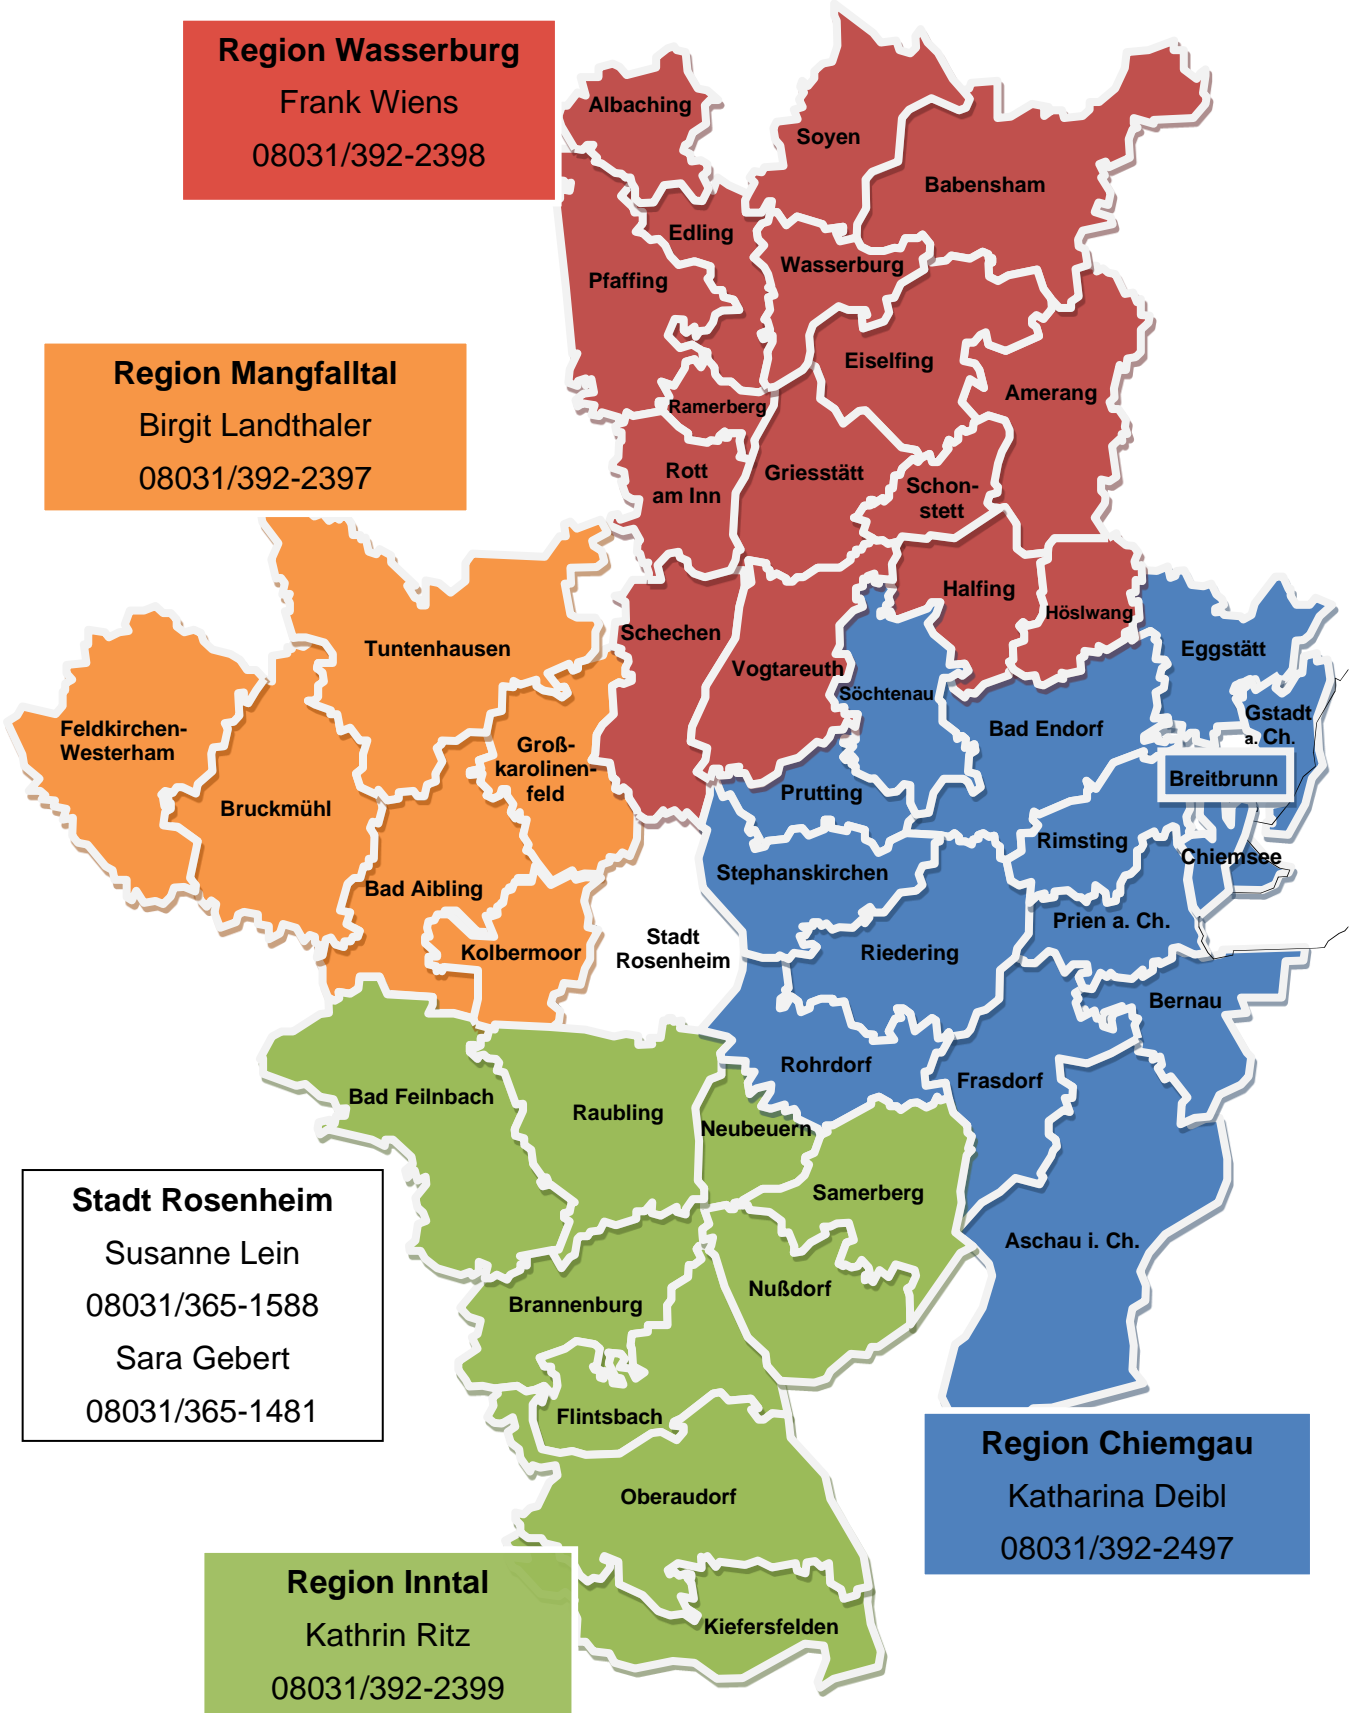 Region Wasserburg
Frank Wiens
08031/392-2398
Albaching
Soyen
Babensham
Edling
Wasserburg
Pfaffing
Eiselfing
Amerang
Ramerberg
Rott
am Inn
Griesstätt
Schon-
stett
Halfing
Höslwang
Schechen
Vogtareuth
Region Mangfalltal
Birgit Landthaler
08031/392-2397
Tuntenhausen
Feldkirchen-
Westerham
Bruckmühl
Groß-
karolinen-
feld
Bad Aibling
Kolbermoor
Stadt
Rosenheim
Eggstätt
Söchtenau
Bad Endorf
Gstadt
a. Ch.
Breitbrunn
Prutting
Rimsting
Chiemsee
Stephanskirchen
Prien a. Ch.
Riedering
Bernau
Rohrdorf
Frasdorf
Aschau i. Ch.
Bad Feilnbach
Raubling
Neubeuern
Samerberg
Nußdorf
Brannenburg
Flintsbach
Oberaudorf
Kiefersfelden
Stadt Rosenheim
Susanne Lein
08031/365-1588
Sara Gebert
08031/365-1481
Region Chiemgau
Katharina Deibl
08031/392-2497
Region Inntal
Kathrin Ritz
08031/392-2399